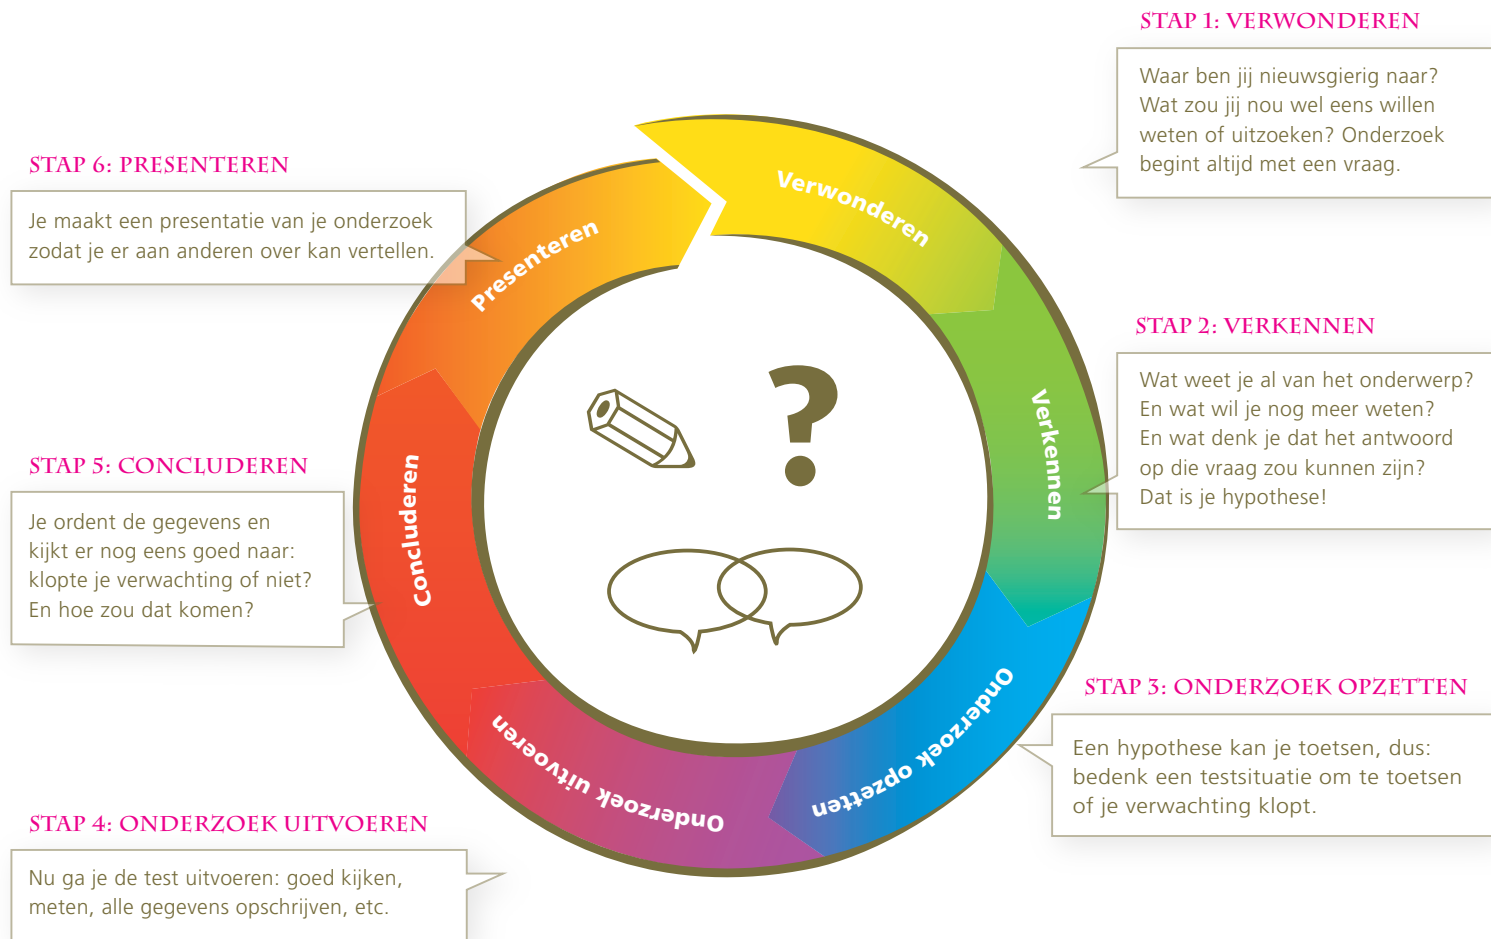 STAP 1: VERWONDEREN
Waar ben jij nieuwsgierig naar?
Wat zou jij nou wel eens willen
weten of uitzoeken? Onderzoek
begint altijd met een vraag.
STAP 2: VERKENNEN
Wat weet je al van het onderwerp?
En wat wil je nog meer weten?
En wat denk je dat het antwoord
op die vraag zou kunnen zijn?
Dat is je hypothese!
STAP 3: ONDERZOEK OPZETTEN
Een hypothese kan je toetsen, dus:
bedenk een testsituatie om te toetsen
of je verwachting klopt.
STAP 4: ONDERZOEK UITVOEREN
Nu ga je de test uitvoeren: goed kijken,
meten, alle gegevens opschrijven, etc.
STAP 5: CONCLUDEREN
Je ordent de gegevens en
kijkt er nog eens goed naar:
klopte je verwachting of niet?
En hoe zou dat komen?
STAP 6: PRESENTEREN
Je maakt een presentatie van je onderzoek
zodat je er aan anderen over kan vertellen.
Verwonderen
Verkennen
Onderzoek opzetten
Onderzoek uitvoeren
Concluderen
Presenteren
?